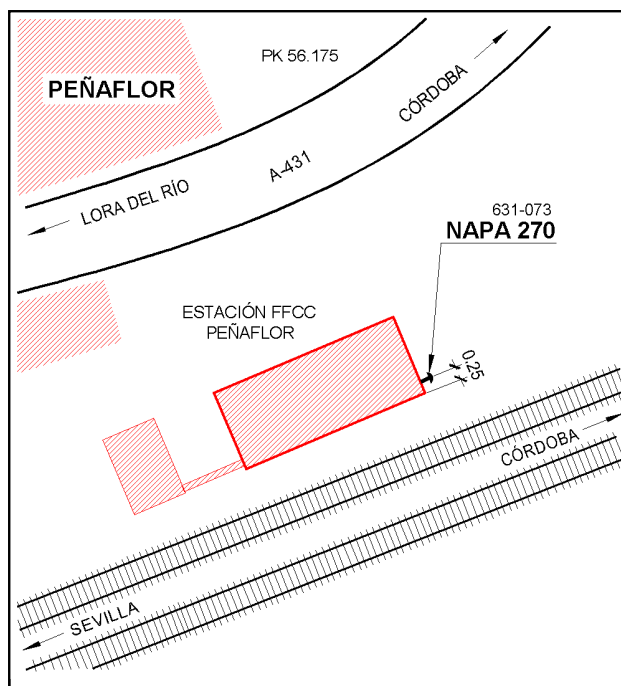 PK 56.175
PEÑAFLOR
CÓRDOBA
A-431
LORA DEL RÍO
631-073
NAPA 270
ESTACIÓN FFCC
PEÑAFLOR
0.25
CÓRDOBA
SEVILLA